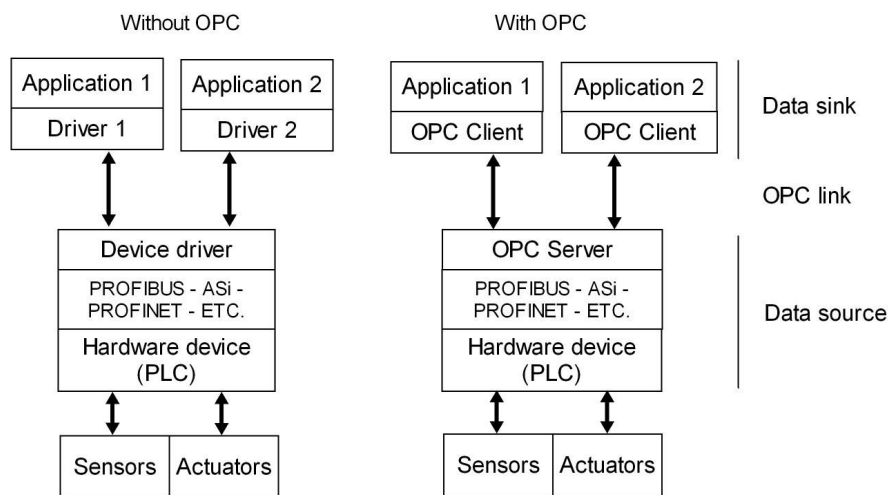 Without OPC
With OPC
Application 1
Driver 1
Application 2
Driver 2
Application 1
OPC Client
Application 2
OPC Client
Data sink
OPC link
Device driver
PROFIBUS - ASi -
PROFINET - ETC.
Hardware device
(PLC)
OPC Server
PROFIBUS - ASi -
PROFINET - ETC.
Hardware device
(PLC)
Data source
Sensors
Actuators
Sensors
Actuators